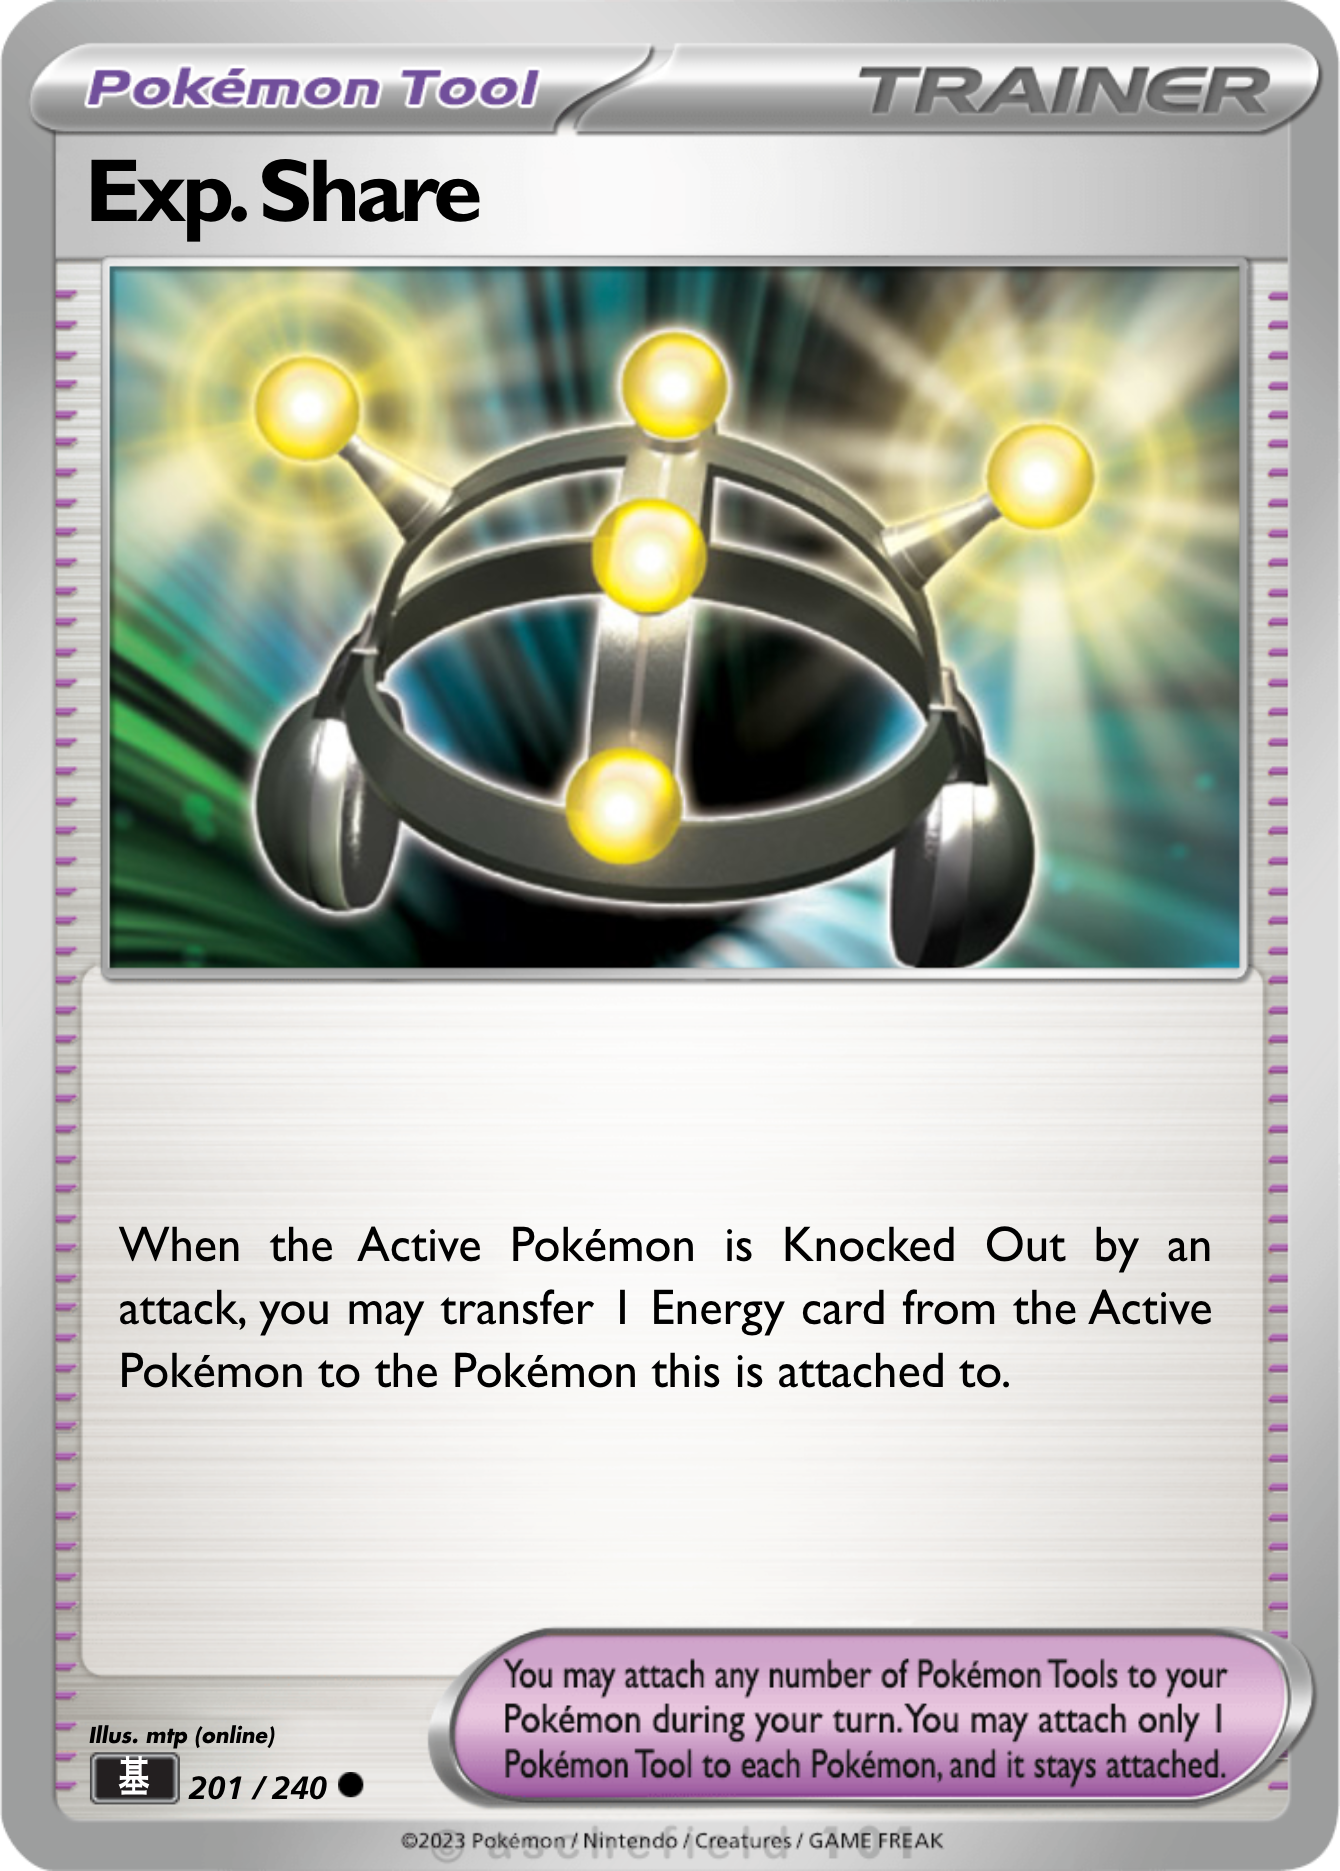 Pokémon Tool
TRAINER
Exp. Share
When the Active Pokémon is Knocked Out by an
attack, you may transfer 1 Energy card from the Active
Pokémon to the Pokémon this is attached to.
You may attach any number of Pokémon Tools to your
Pokémon during your turn. You may attach only 1
Pokémon Tool to each Pokémon, and it stays attached.
Illus. mtp (online)
基
201 / 240
©2023 Pokémon / Nintendo / Creatures / GAME FREAK